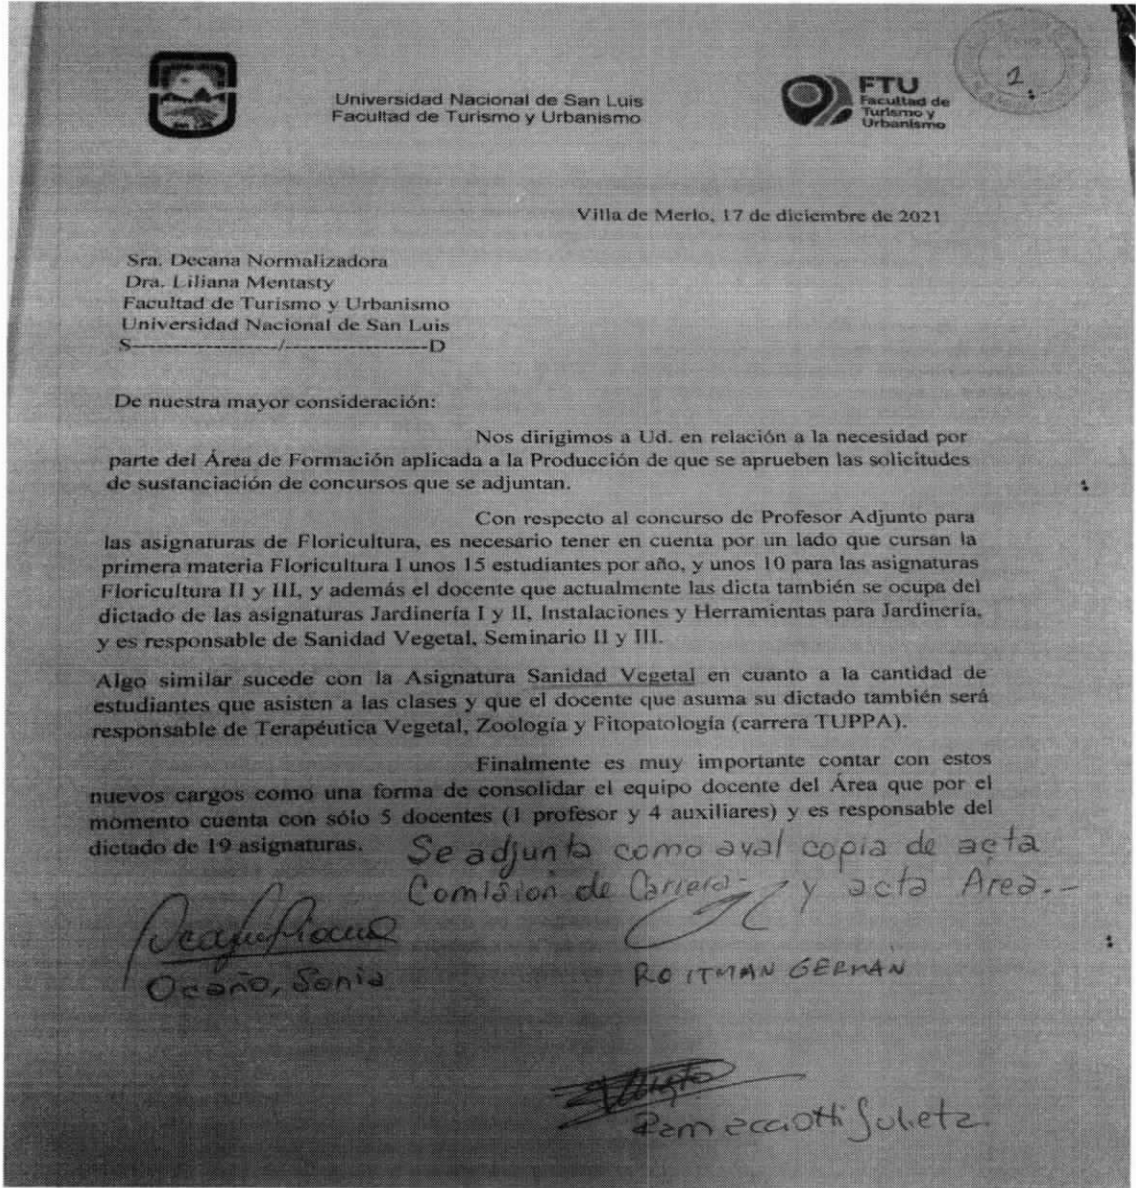 Universidad Nacional de San Luis
Facultad de Turismo y Urbanismo
SAN LUIS
FTU
Facultad de
Turismo y
Urbanismo
2
Villa de Merlo, 17 de diciembre de 2021
Sra. Decana Normalizadora
Dra. Liliana Mentasty
Facultad de Turismo y Urbanismo
Universidad Nacional de San Luis
S------------------/------------------D
De nuestra mayor consideración:
Nos dirigimos a Ud. en relación a la necesidad por
parte del Área de Formación aplicada a la Producción de que se aprueben las solicitudes
de sustanciación de concursos que se adjuntan.
Con respecto al concurso de Profesor Adjunto para
las asignaturas de Floricultura, es necesario tener en cuenta por un lado que cursan la
primera materia Floricultura I unos 15 estudiantes por año, y unos 10 para las asignaturas
Floricultura II y III, y además el docente que actualmente las dicta también se ocupa del
dictado de las asignaturas Jardinería I y II, Instalaciones y Herramientas para Jardinería,
y es responsable de Sanidad Vegetal, Seminario II y III.
Algo similar sucede con la Asignatura Sanidad Vegetal en cuanto a la cantidad de
estudiantes que asisten a las clases y que el docente que asuma su dictado también será
responsable de Terapéutica Vegetal, Zoología y Fitopatología (carrera TUPPA).
Finalmente es muy importante contar con estos
nuevos cargos como una forma de consolidar el equipo docente del Área que por el
momento cuenta con sólo 5 docentes (1 profesor y 4 auxiliares) y es responsable del
dictado de 19 asignaturas.
Se adjunta como aval copia de acta
Comisión de Carrera- y acta Area.-
Ocaño, Sonia
ROITMAN GERMÁN
Julieta